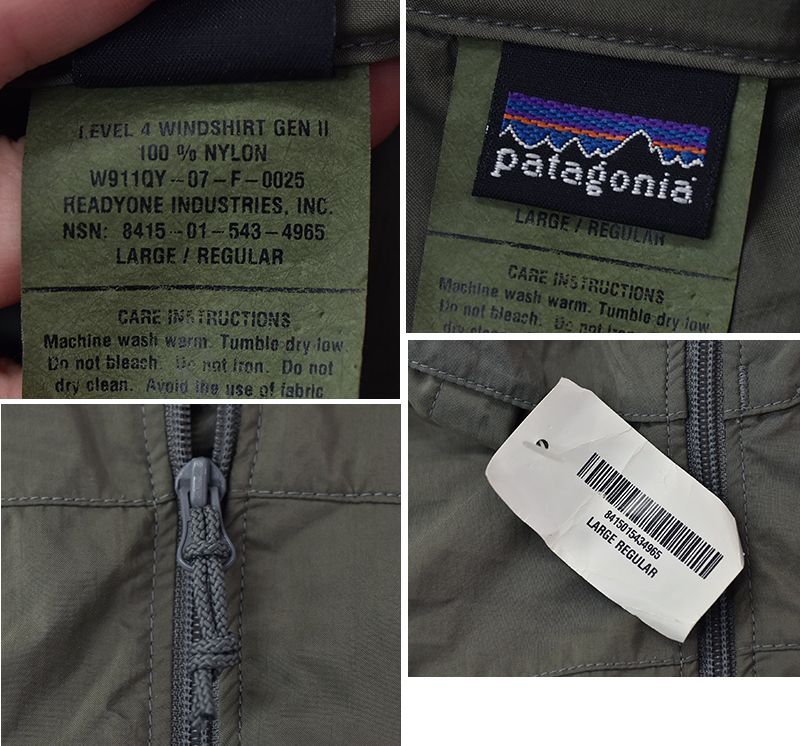 LEVEL 4 WINDSHIRT GEN II
100 % NYLON
W911QY-07-F-0025
READYONE INDUSTRIES, INC.
NSN: 8415-01-543-4965
LARGE / REGULAR
CARE INSTRUCTIONS
Machine wash warm. Tumble dry low.
Do not bleach. Do not iron. Do not
dry clean. Avoid the use of fabric
patagonia
LARGE / REGULAR
CARE INSTRUCTIONS
Machine wash warm. Tumble dry low.
Do not bleach. Do not iron. Do not
8415015434965
LARGE REGULAR